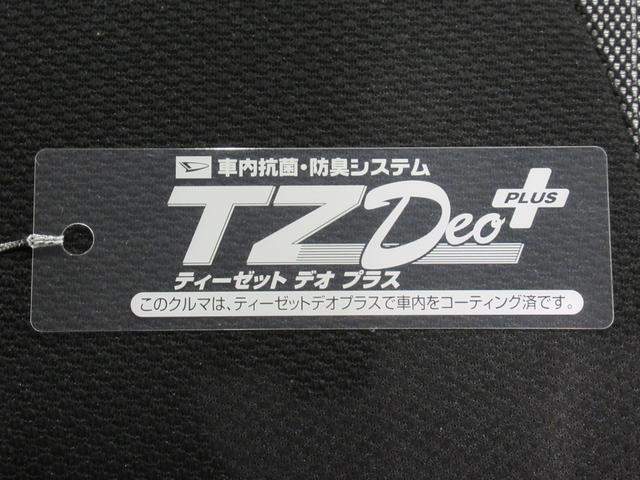 車内抗菌・防臭システム
TZ Deo PLUS
ティーゼット デオ プラス
このクルマは、ティーゼットデオプラスで車内をコーティング済です。